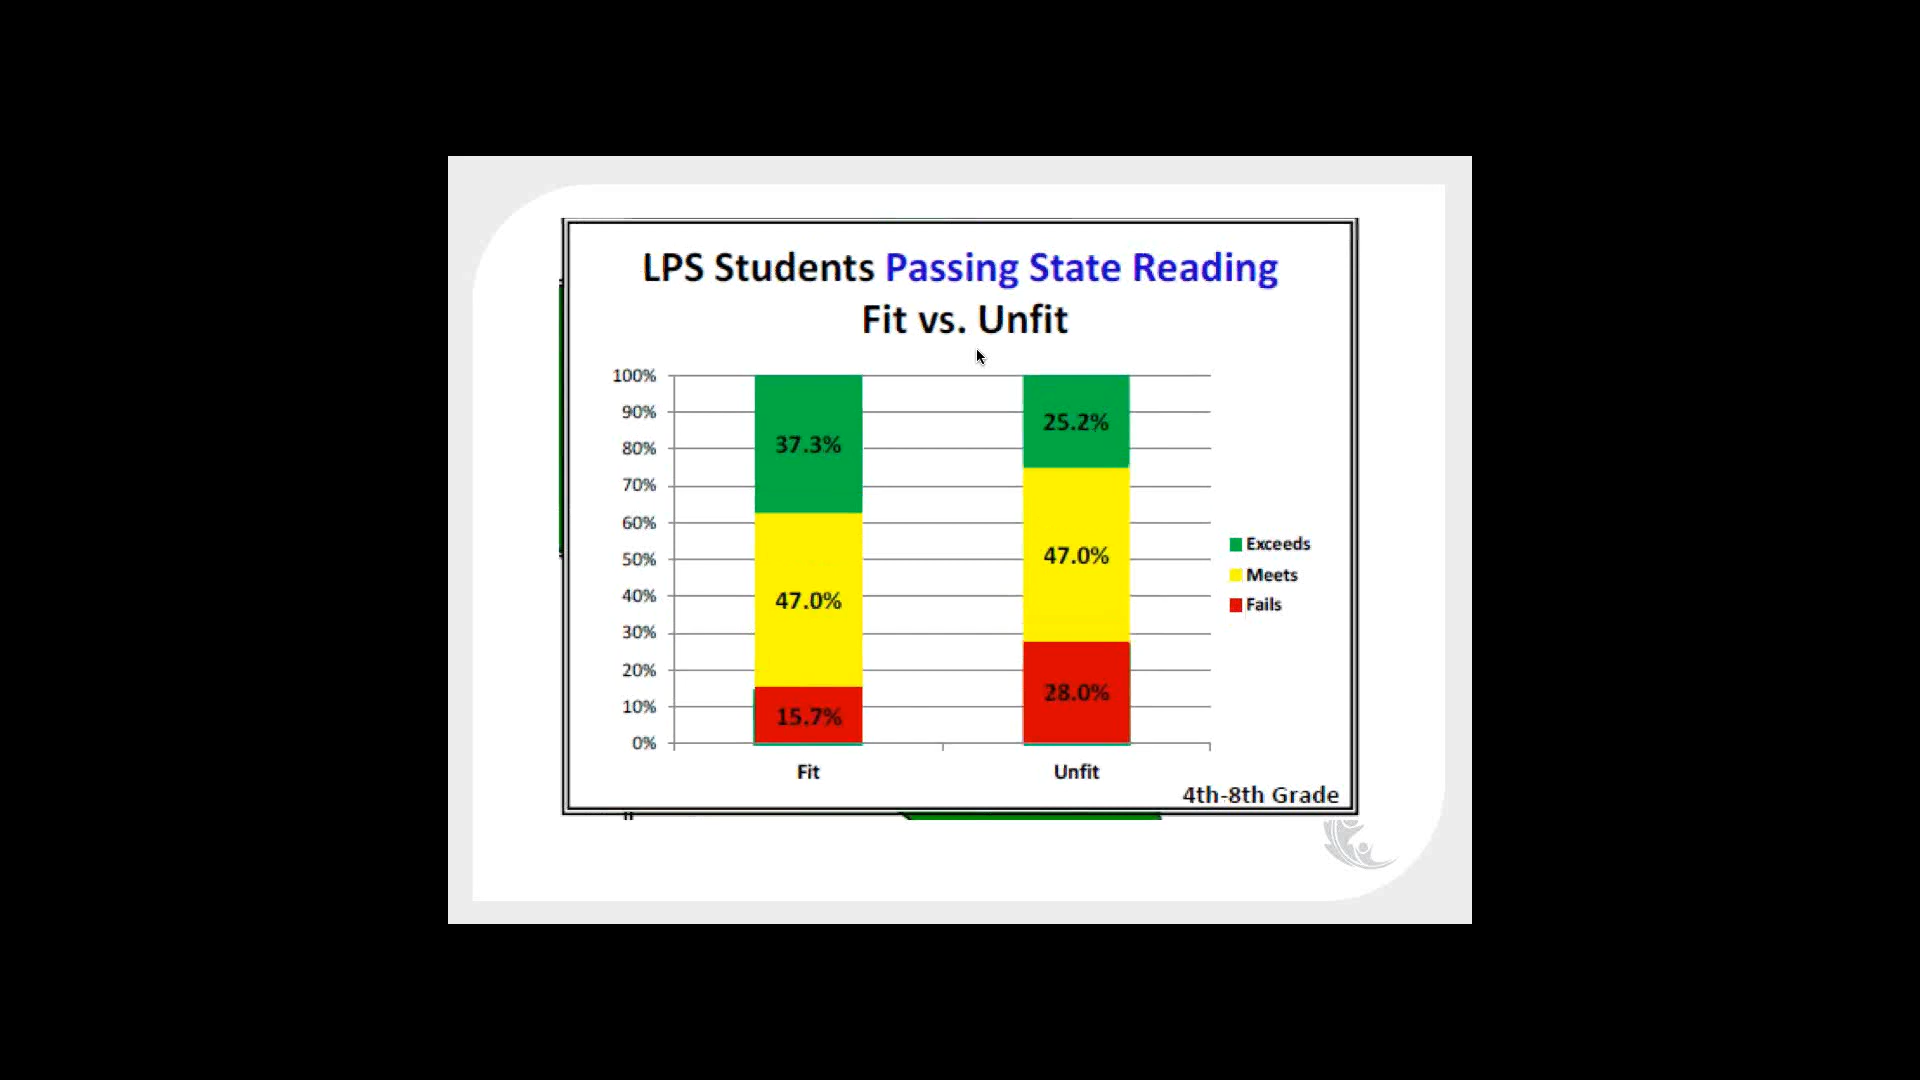 LPS Students Passing State Reading
Fit vs. Unfit
100%
90%
80%
70%
60%
50%
40%
30%
20%
10%
0%
37.3%
47.0%
15.7%
25.2%
47.0%
28.0%
Fit
Unfit
Exceeds
Meets
Fails
4th-8th Grade